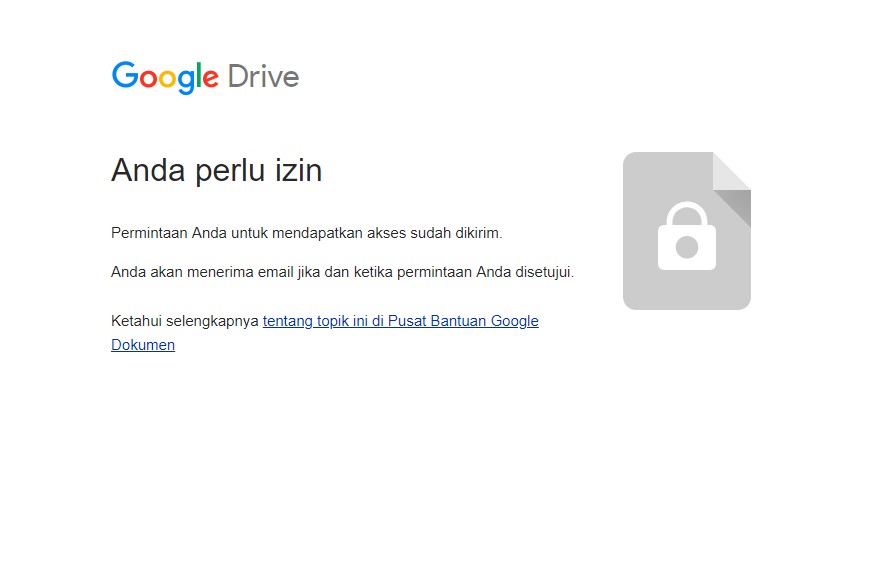 Google Drive
Anda perlu izin
Permintaan Anda untuk mendapatkan akses sudah dikirim.
Anda akan menerima email jika dan ketika permintaan Anda disetujui.
Ketahui selengkapnya tentang topik ini di Pusat Bantuan Google
Dokumen